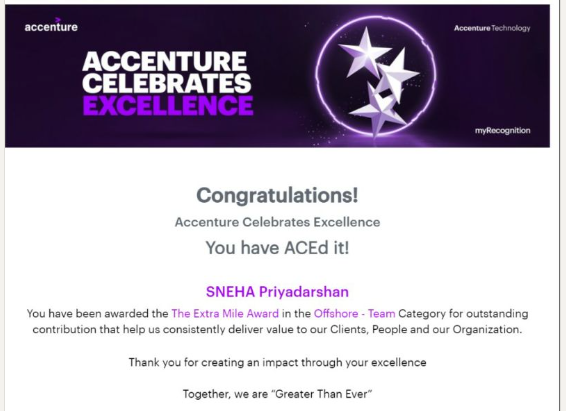 accenture
Accenture Technology
ACCENTURE
CELEBRATES
EXCELLENCE
myRecognition
Congratulations!
Accenture Celebrates Excellence
You have ACEd it!
SNEHA Priyadarshan
You have been awarded the The Extra Mile Award in the Offshore - Team Category for outstanding
contribution that help us consistently deliver value to our Clients, People and our Organization.
Thank you for creating an impact through your excellence
Together, we are “Greater Than Ever”